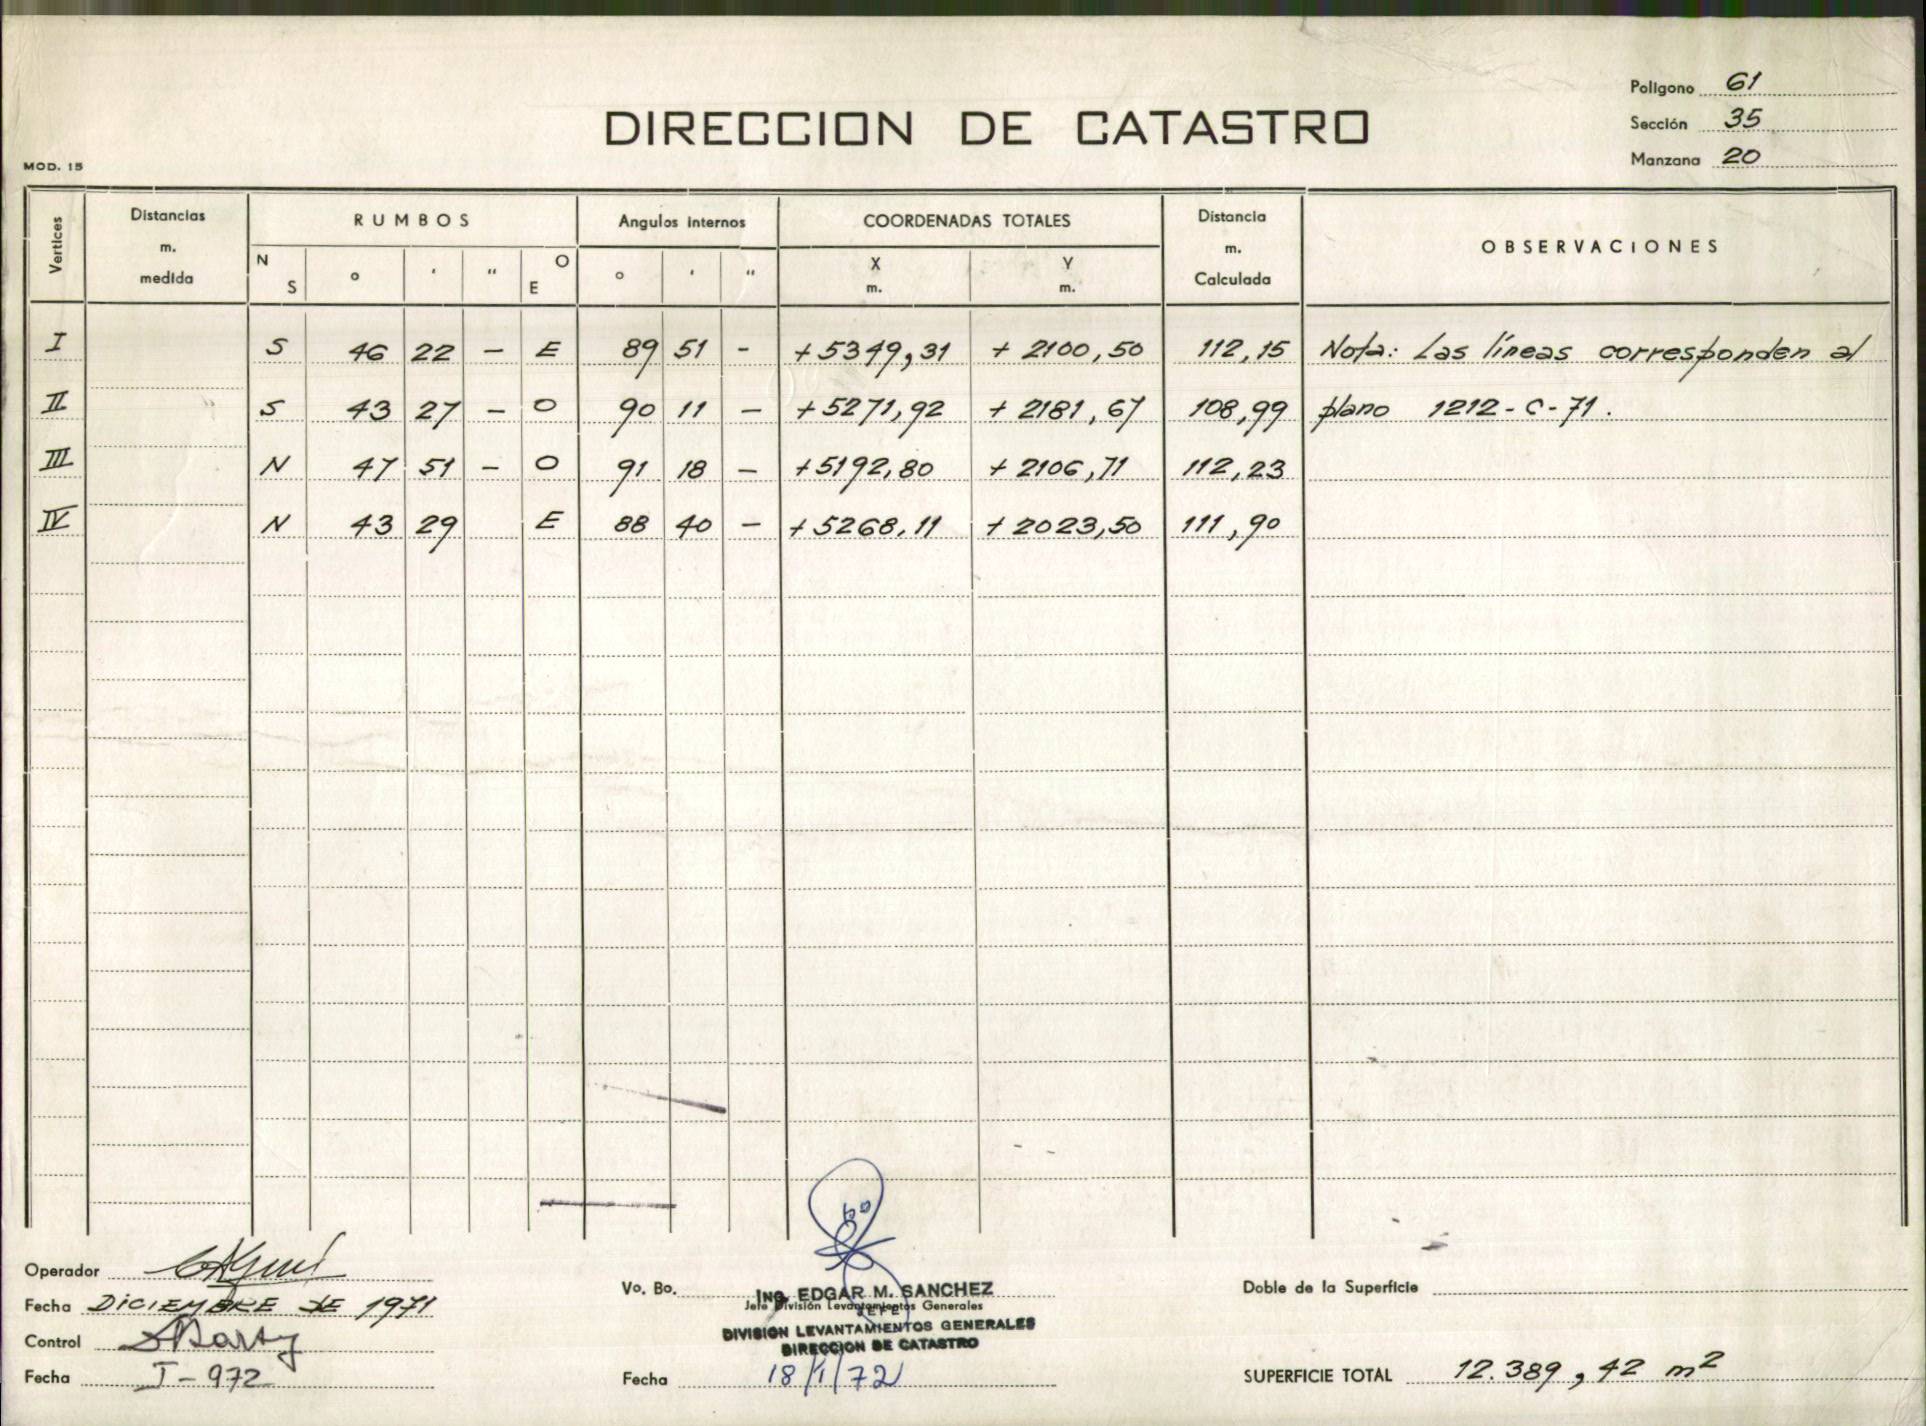 Polígono 61
DIRECCION DE CATASTRO
Sección 35
MOD. 15
Manzana 20
Vertices Distancias m. medida RUMBOS Angulos internos COORDENADAS TOTALES Distancia m. Calculada OBSERVACIONES
N S ° ' " O E ° ' " X m. Y m.
I S 46 22 - E 89 51 - +5349,31 + 2100,50 112,15 Nota: Las líneas corresponden al
II S 43 27 - O 90 11 - +5271,92 + 2181,67 108,99 plano 1212-C-71.
III N 47 51 - O 91 18 - +5192,80 + 2106,71 112,23
IV N 43 29 E 88 40 - +5268,11 + 2023,50 111,90
Operador
Fecha DICIEMBRE DE 1971
Control
Fecha I-972
Vo. Bo. ING. EDGAR M. SANCHEZ
Jefe División Levantamientos Generales
JEFE
DIVISION LEVANTAMIENTOS GENERALES
DIRECCION DE CATASTRO
Fecha 18/1/72
Doble de la Superficie
SUPERFICIE TOTAL 12.389,42 m²